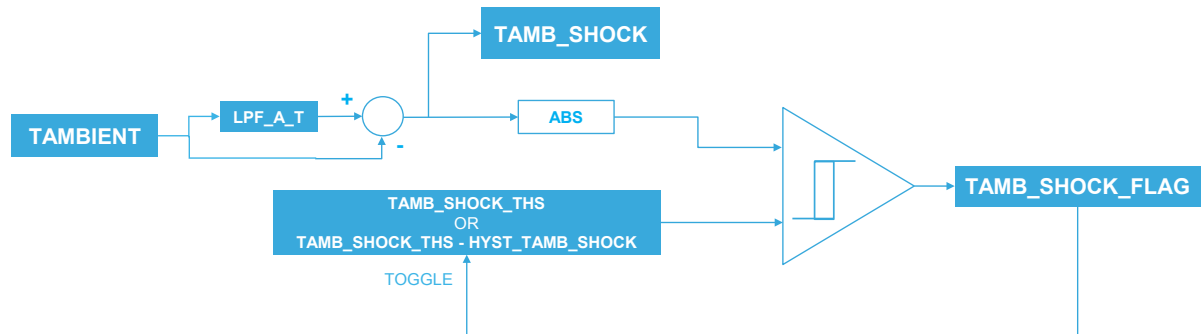 TAMB_SHOCK
+
LPF_A_T
ABS
TAMBIENT
-
TAMB_SHOCK_THS
OR
TAMB_SHOCK_THS - HYST_TAMB_SHOCK
TAMB_SHOCK_FLAG
TOGGLE